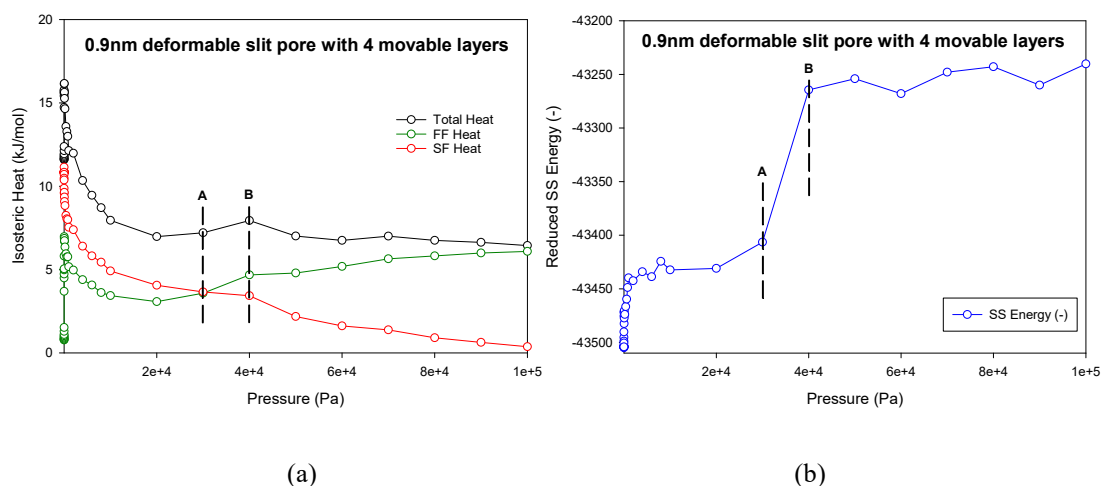 0.9nm deformable slit pore with 4 movable layers
20
15
10
5
0
Isosteric Heat (kJ/mol)
Total Heat
FF Heat
SF Heat
A
B
2e+4
4e+4
6e+4
8e+4
1e+5
Pressure (Pa)
(a)
0.9nm deformable slit pore with 4 movable layers
-43200
-43250
-43300
-43350
-43400
-43450
-43500
Reduced SS Energy (-)
B
A
SS Energy (-)
2e+4
4e+4
6e+4
8e+4
1e+5
Pressure (Pa)
(b)